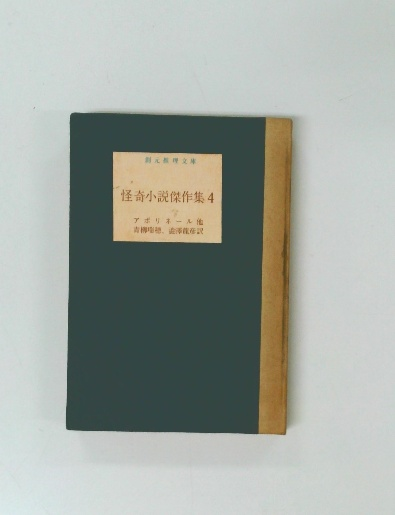 創元推理文庫
怪奇小説傑作集 4
アポリネール他
青柳瑞穂、澁澤龍彦訳